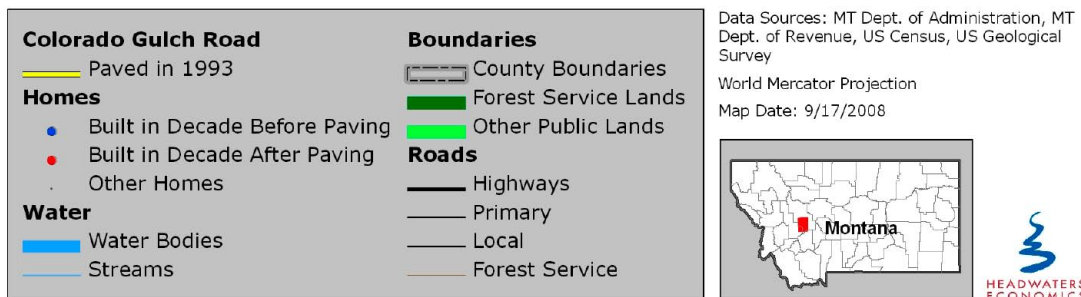 Colorado Gulch Road
Paved in 1993
Homes
Built in Decade Before Paving
Built in Decade After Paving
Other Homes
Water
Water Bodies
Streams
Boundaries
County Boundaries
Forest Service Lands
Other Public Lands
Roads
Highways
Primary
Local
Forest Service
Data Sources: MT Dept. of Administration, MT
Dept. of Revenue, US Census, US Geological
Survey
World Mercator Projection
Map Date: 9/17/2008
Montana
HEADWATERS
ECONOMICS